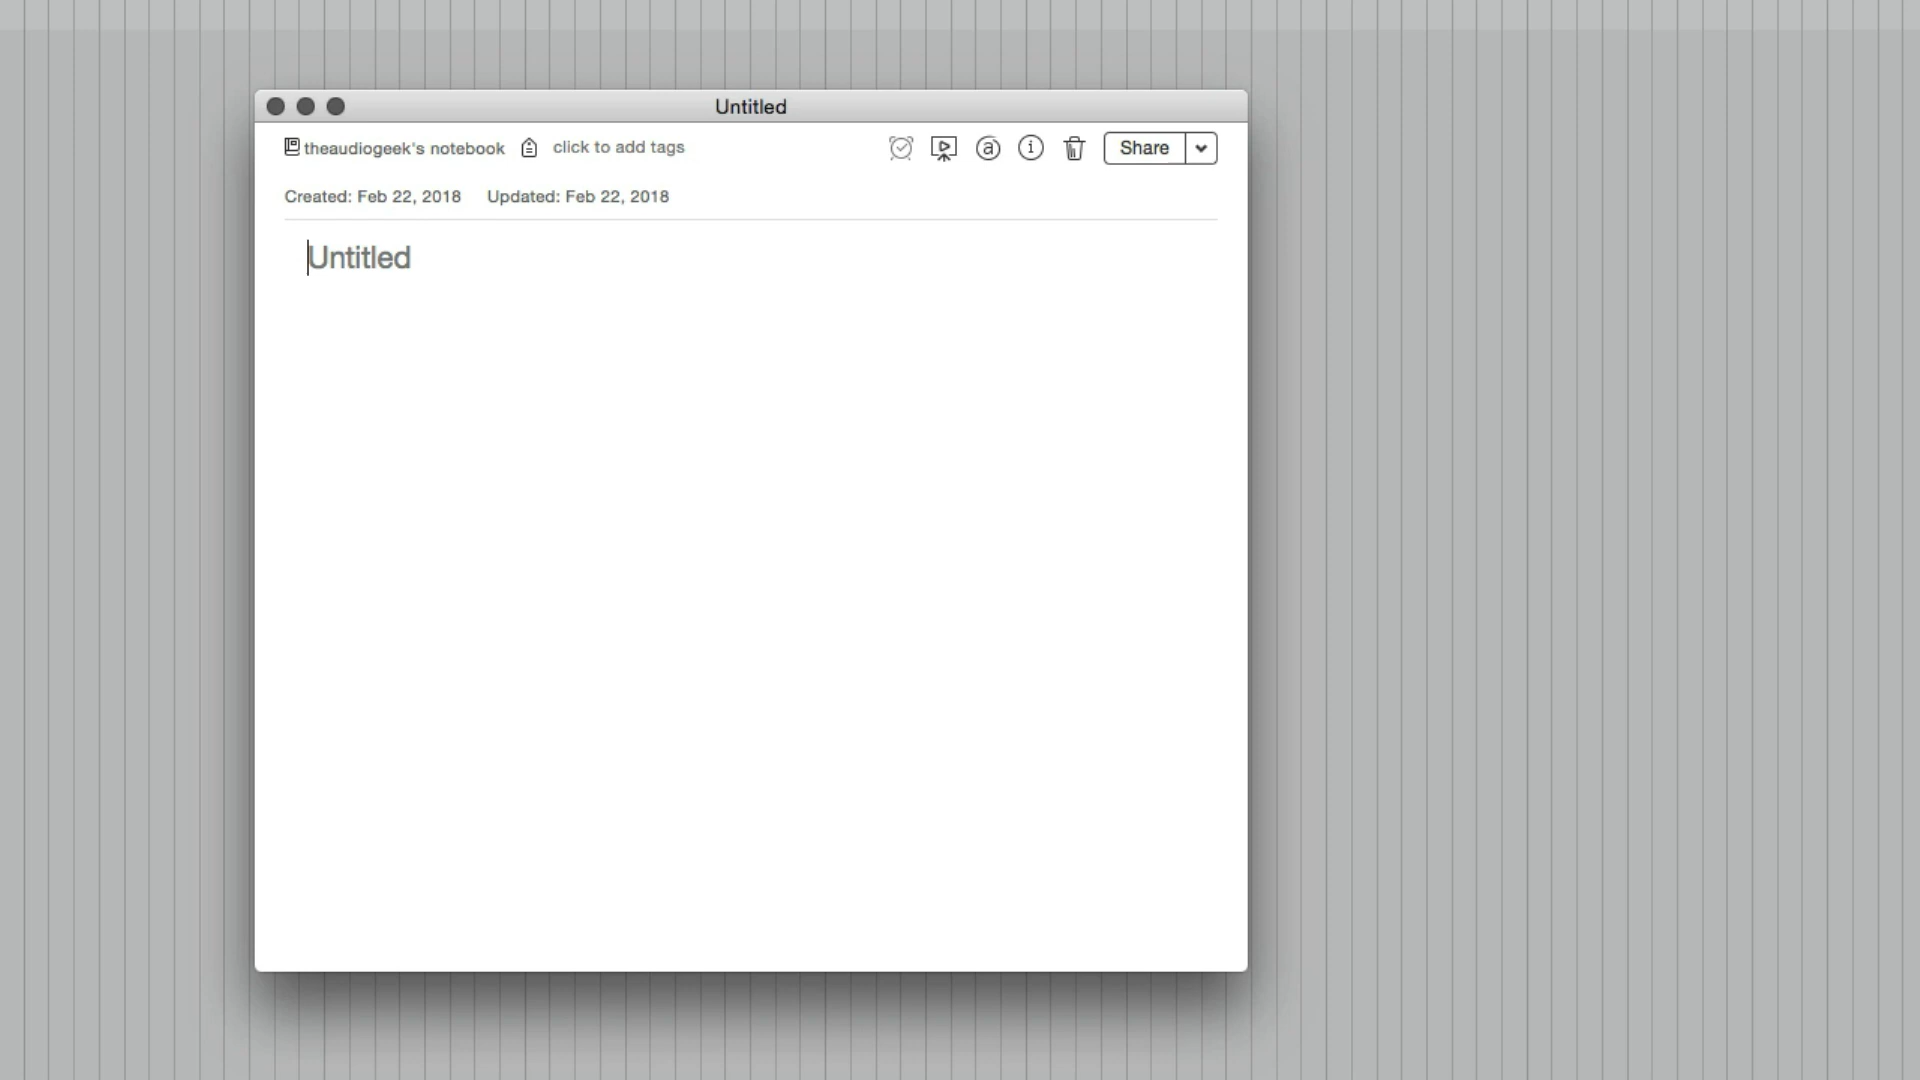 Untitled
theaudiogeek's notebook click to add tags Share
Created: Feb 22, 2018 Updated: Feb 22, 2018
Untitled